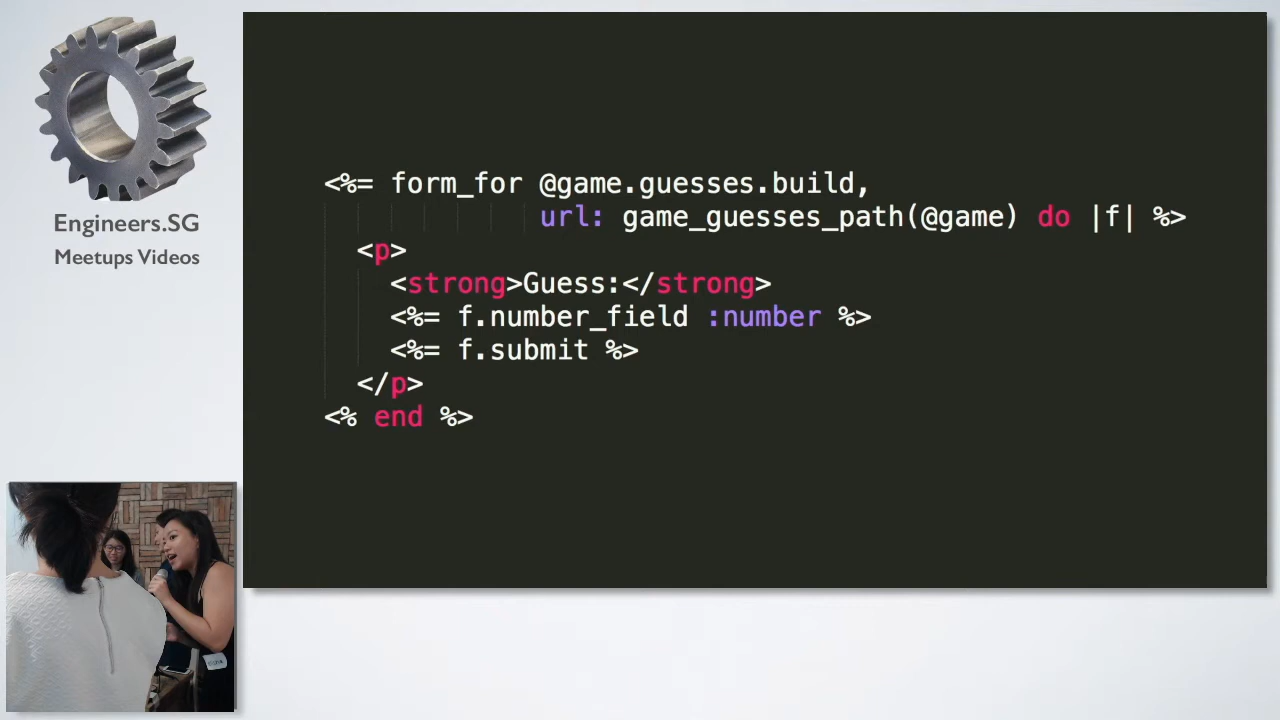 Engineers.SG
Meetups Videos
<%= form_for @game.guesses.build,
url: game_guesses_path(@game) do |f| %>
<p>
<strong>Guess:</strong>
<%= f.number_field :number %>
<%= f.submit %>
</p>
<% end %>